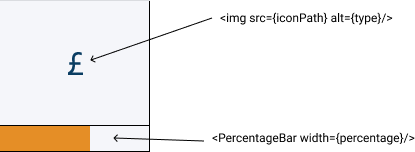 <img src={iconPath} alt={type}/>
£
<PercentageBar width={percentage}/>